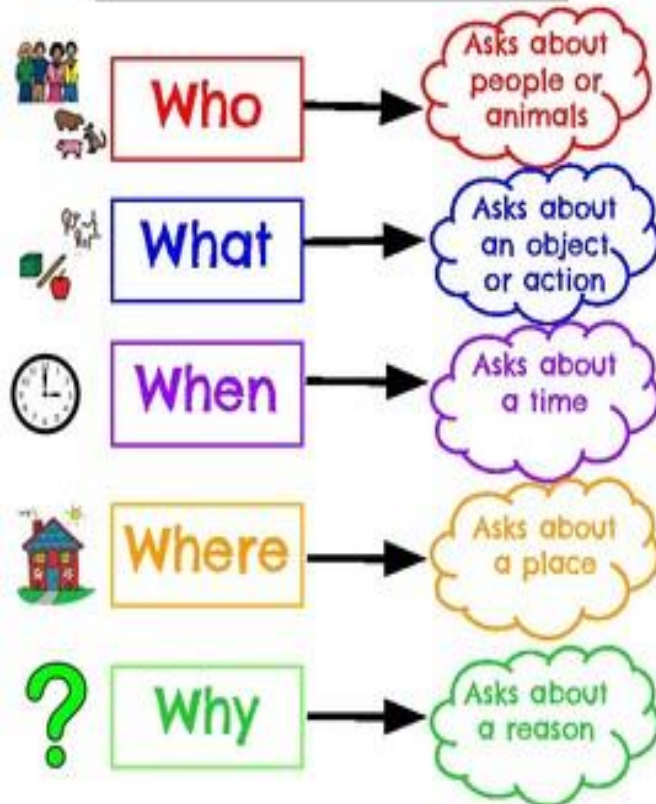 Who
Asks about
people or
animals
What
Asks about
an object
or action
When
Asks about
a time
Where
Asks about
a place
Why
Asks about
a reason